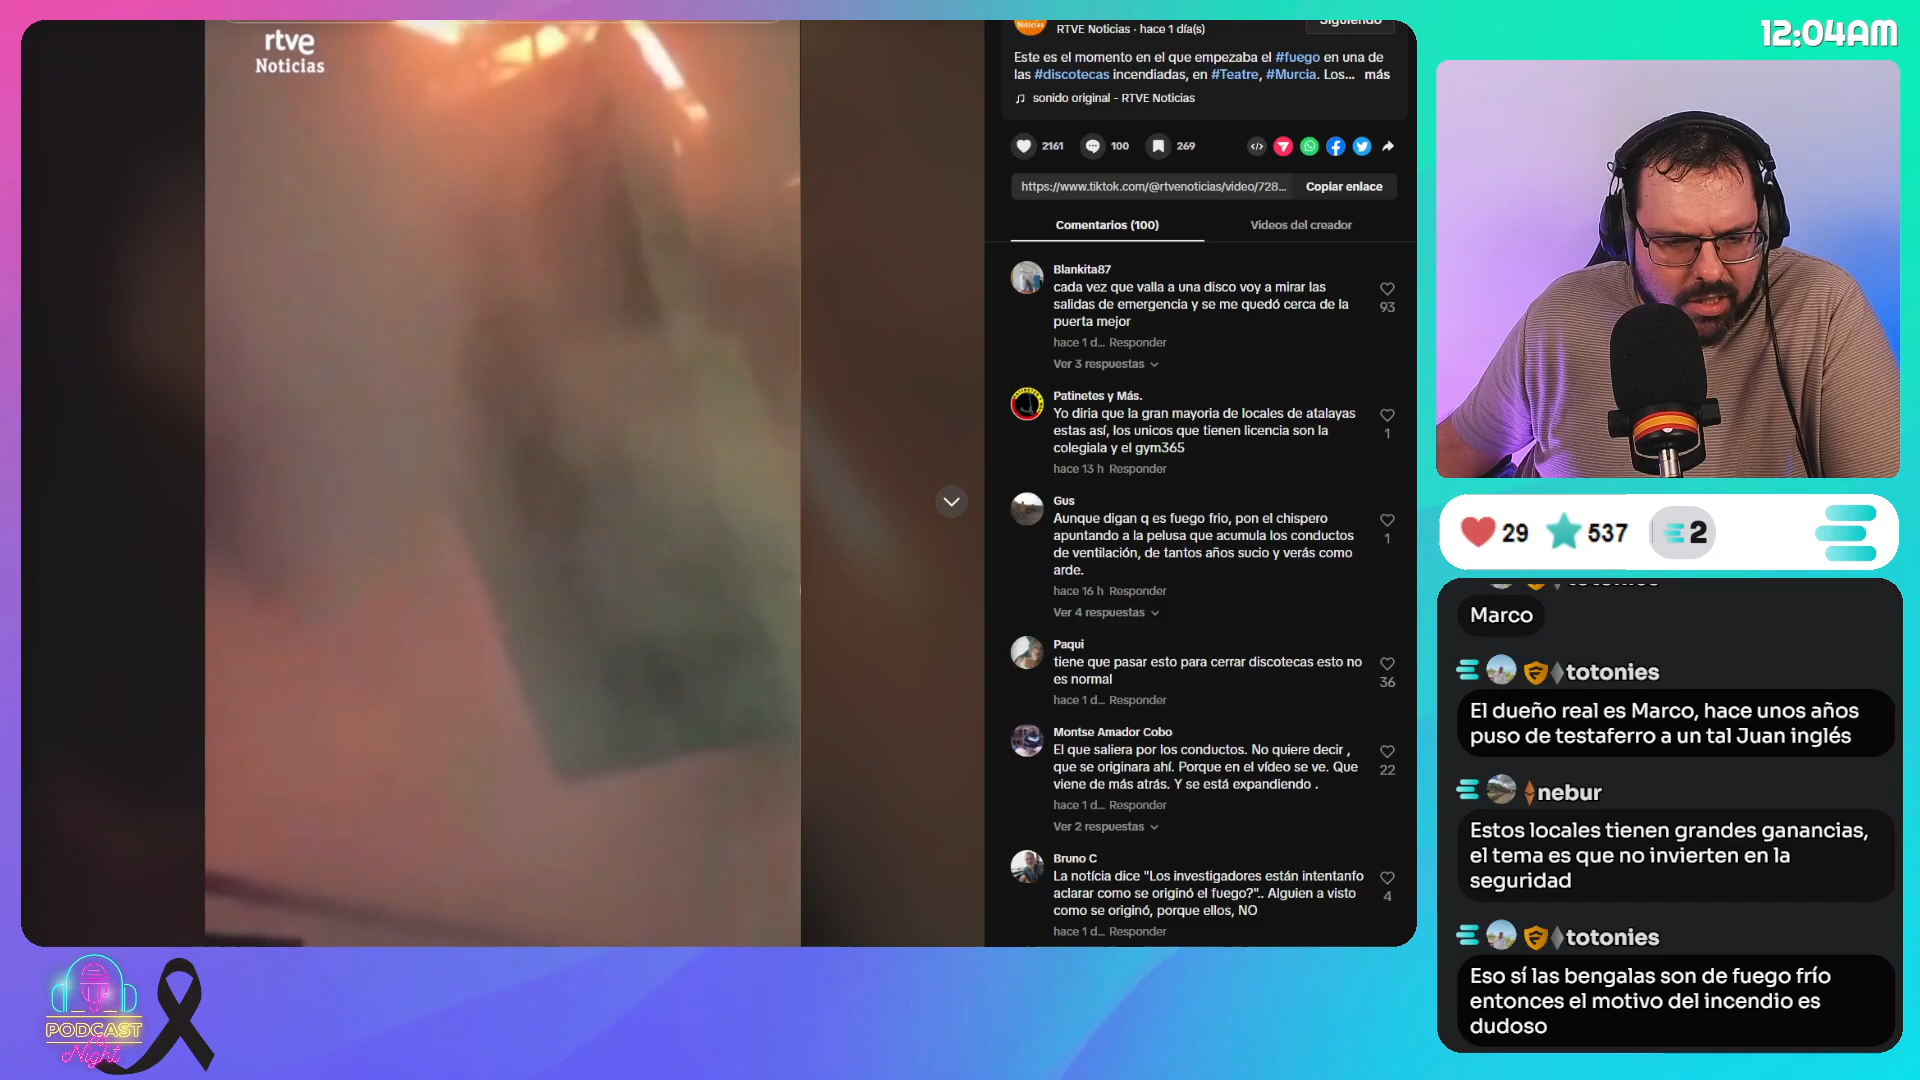 rtve
Noticias
Noticias
RTVE Noticias · hace 1 día(s)
Siguiendo
Este es el momento en el que empezaba el #fuego en una de
las #discotecas incendiadas, en #Teatre, #Murcia. Los... más
sonido original - RTVE Noticias
2161
100
269
https://www.tiktok.com/@rtvenoticias/video/728...
Copiar enlace
Comentarios (100)
Videos del creador
Blankita87
cada vez que valla a una disco voy a mirar las
salidas de emergencia y se me quedó cerca de la
puerta mejor
93
hace 1 d... Responder
Ver 3 respuestas
Patinetes y Más.
Yo diria que la gran mayoria de locales de atalayas
estas así, los unicos que tienen licencia son la
colegiala y el gym365
1
hace 13 h Responder
Gus
Aunque digan q es fuego frio, pon el chispero
apuntando a la pelusa que acumula los conductos
de ventilación, de tantos años sucio y verás como
arde.
1
hace 16 h Responder
Ver 4 respuestas
Paqui
tiene que pasar esto para cerrar discotecas esto no
es normal
36
hace 1 d... Responder
Montse Amador Cobo
El que saliera por los conductos. No quiere decir ,
que se originara ahí. Porque en el vídeo se ve. Que
viene de más atrás. Y se está expandiendo .
22
hace 1 d... Responder
Ver 2 respuestas
Bruno C
La notícia dice "Los investigadores están intentanfo
aclarar como se originó el fuego?".. Alguien a visto
como se originó, porque ellos, NO
4
hace 1 d... Responder
12:04AM
29
537
2
totonies
Marco
totonies
El dueño real es Marco, hace unos años
puso de testaferro a un tal Juan inglés
nebur
Estos locales tienen grandes ganancias,
el tema es que no invierten en la
seguridad
totonies
Eso sí las bengalas son de fuego frío
entonces el motivo del incendio es
dudoso
PODCAST
Night